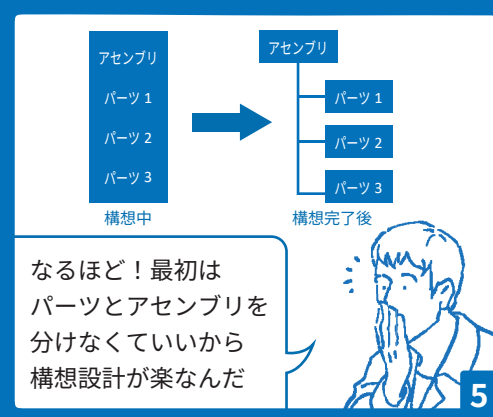 アセンブリ
パーツ 1
パーツ 2
パーツ 3
構想中
アセンブリ
パーツ 1
パーツ 2
パーツ 3
構想完了後
なるほど！最初は
パーツとアセンブリを
分けなくていいから
構想設計が楽なんだ
5